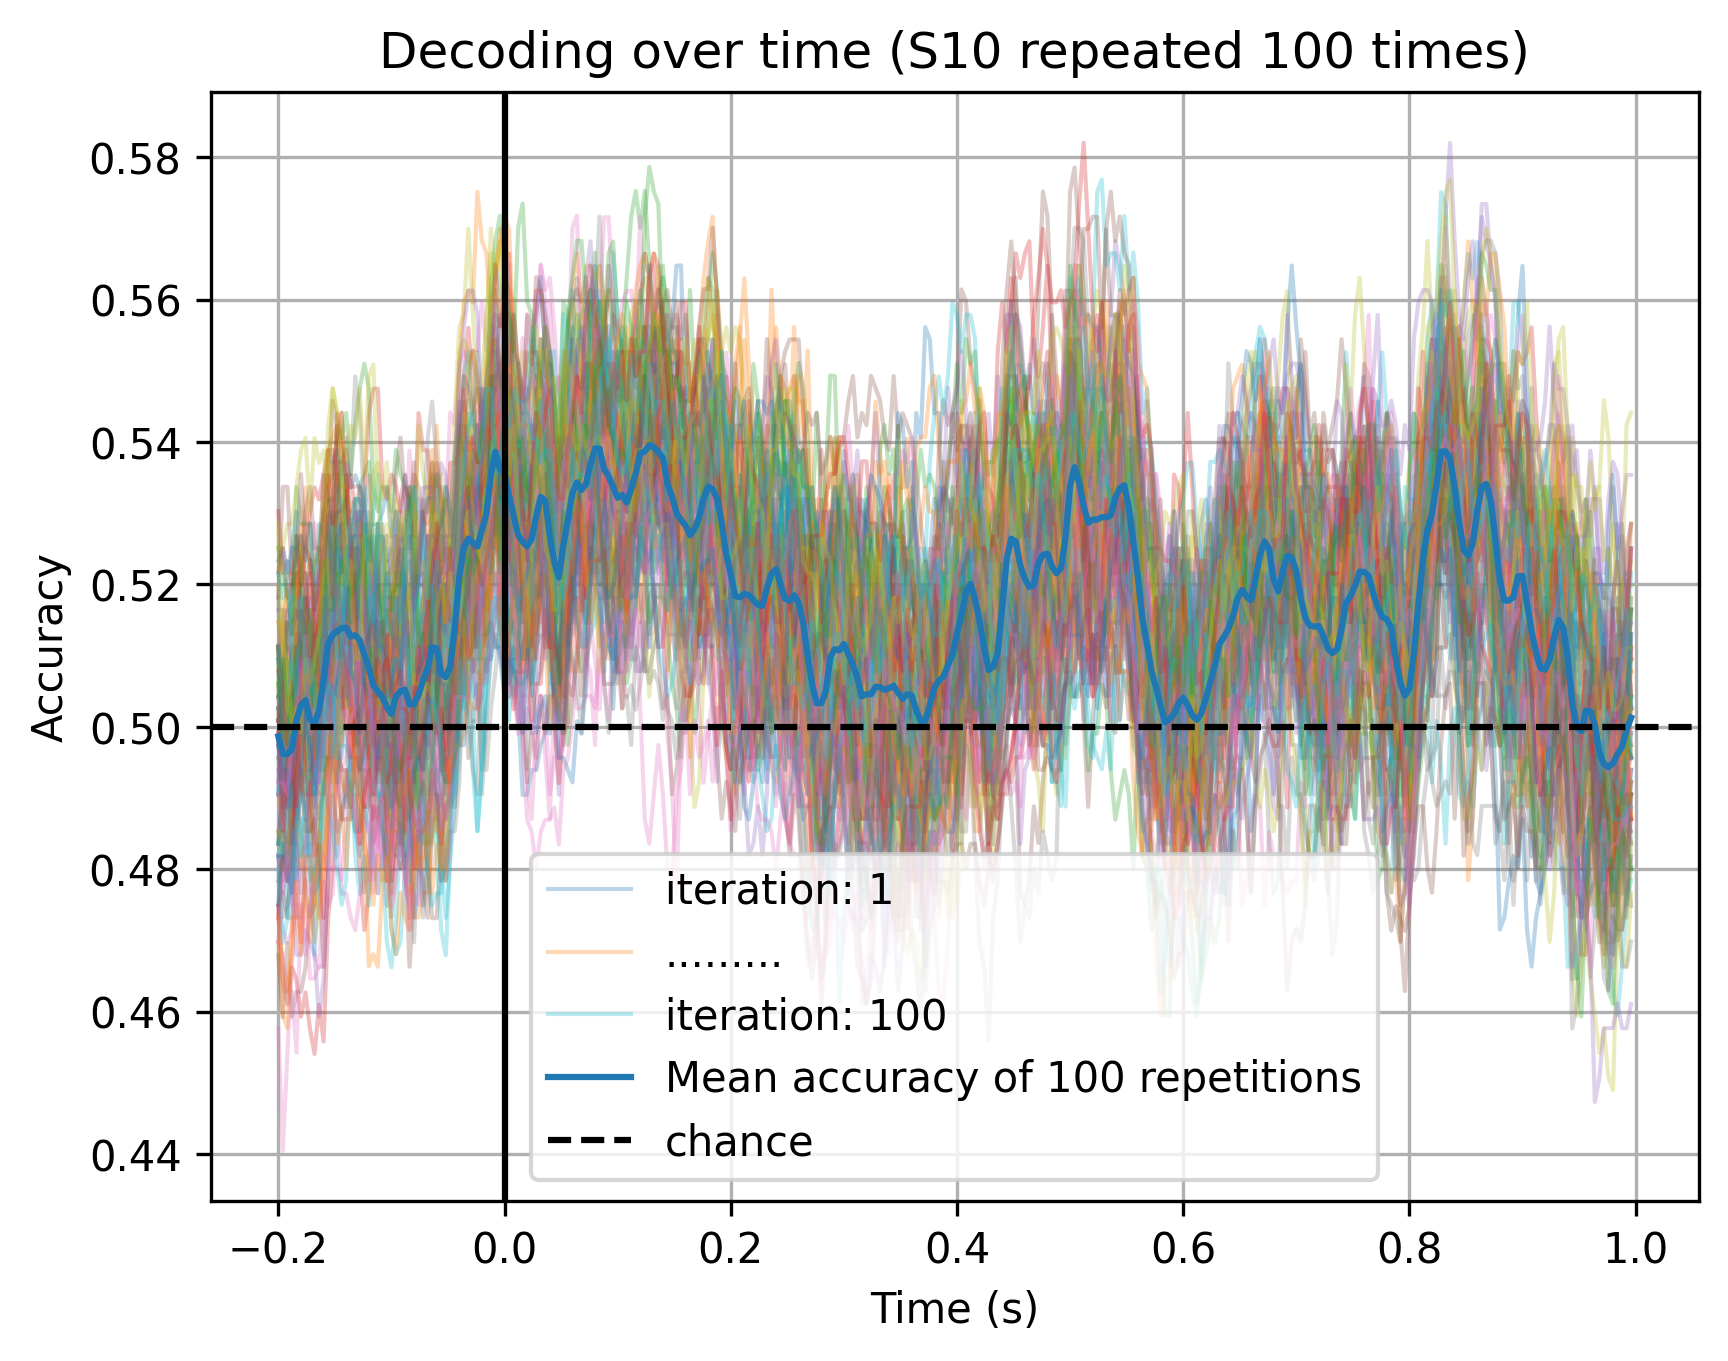 Decoding over time (S10 repeated 100 times)
0.58
0.56
0.54
0.52
0.50
0.48
0.46
0.44
Accuracy
iteration: 1
.........
iteration: 100
Mean accuracy of 100 repetitions
chance
−0.2 0.0 0.2 0.4 0.6 0.8 1.0
Time (s)